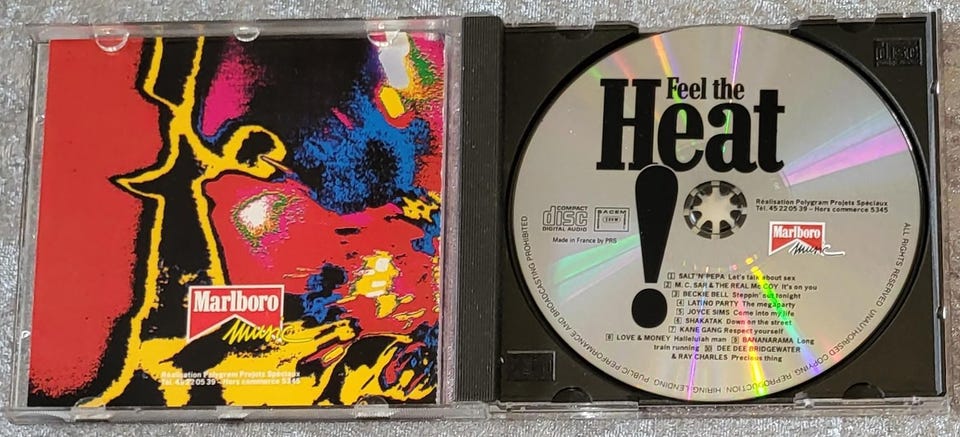 Marlboro
Music
Réalisation Polygram Projets Spéciaux
Tél. 45 22 05 39 - Hors commerce 5345
disc
Feel the
Heat
!
COMPACT
disc
DIGITAL AUDIO
SACEM
Made in France by PRS
Réalisation Polygram Projets Spéciaux
Tél. 45 22 05 39 - Hors commerce 5345
Marlboro
Music
1 SALT'N'PEPA Let's talk about sex
2 M.C. SAR & THE REAL Mc COY It's on you
3 BECKIE BELL Steppin' out tonight
4 LATINO PARTY The megaparty
5 JOYCE SIMS Come into my life
6 SHAKATAK Down on the street
7 KANE GANG Respect yourself
8 LOVE & MONEY Hallelulah man 9 BANANARAMA Long
train running 10 DEE DEE BRIDGEWATER
& RAY CHARLES Precious thing
ALL RIGHTS RESERVED UNAUTHORISED COPYING REPRODUCTION HIRING LENDING PUBLIC PERFORMANCE AND BROADCASTING PROHIBITED